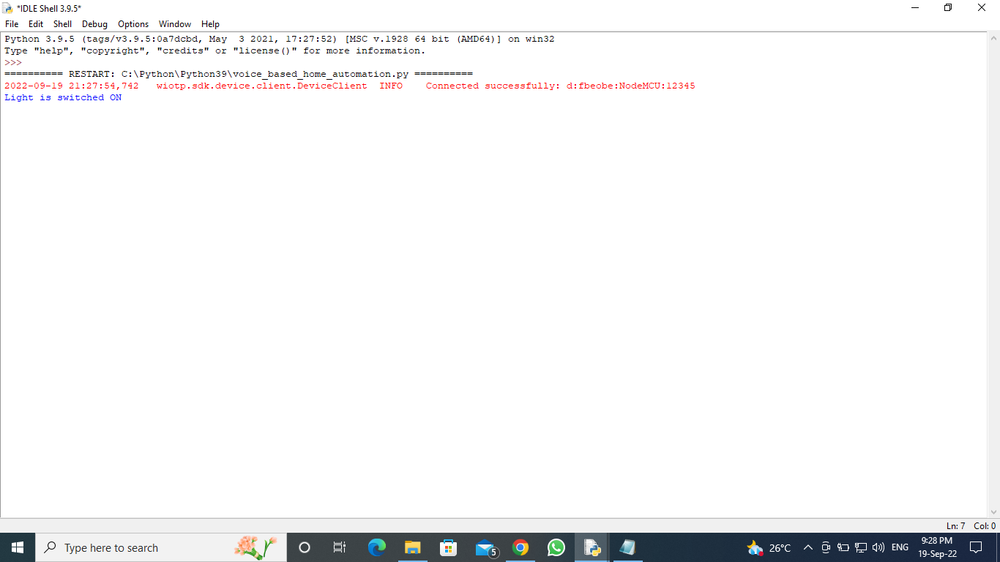 *IDLE Shell 3.9.5*
File Edit Shell Debug Options Window Help
Python 3.9.5 (tags/v3.9.5:0a7dcbd, May  3 2021, 17:27:52) [MSC v.1928 64 bit (AMD64)] on win32
Type "help", "copyright", "credits" or "license()" for more information.
>>>
========== RESTART: C:\Python\Python39\voice_based_home_automation.py ==========
2022-09-19 21:27:54,742   wiotp.sdk.device.client.DeviceClient  INFO    Connected successfully: d:fbeobe:NodeMCU:12345
Light is switched ON
Ln: 7 Col: 0
Type here to search
5
26°C
ENG
9:28 PM
19-Sep-22